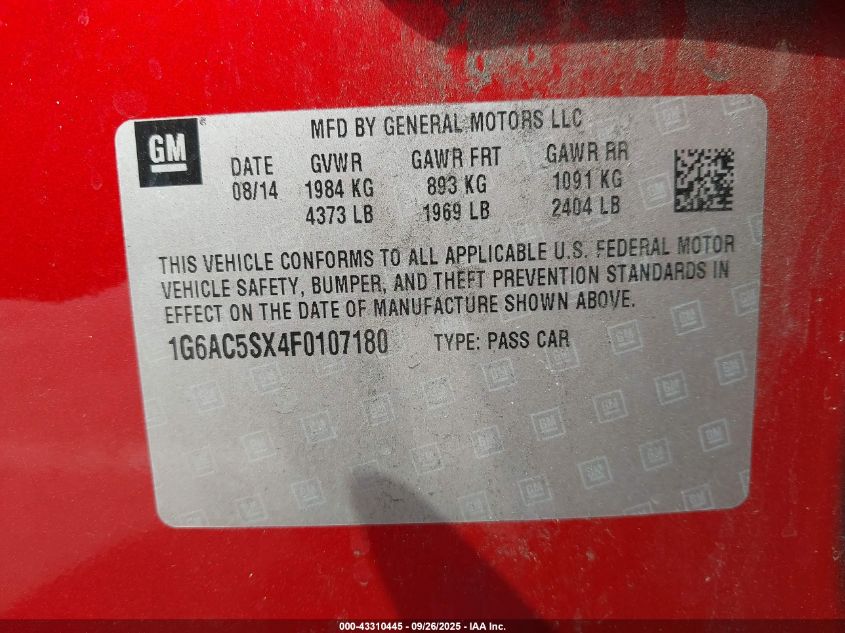 GM
MFD BY GENERAL MOTORS LLC
DATE GVWR GAWR FRT GAWR RR
08/14 1984 KG 893 KG 1091 KG
4373 LB 1969 LB 2404 LB
THIS VEHICLE CONFORMS TO ALL APPLICABLE U.S. FEDERAL MOTOR
VEHICLE SAFETY, BUMPER, AND THEFT PREVENTION STANDARDS IN
EFFECT ON THE DATE OF MANUFACTURE SHOWN ABOVE.
1G6AC5SX4F0107180 TYPE: PASS CAR
000-43310445 - 09/26/2025 - IAA Inc.